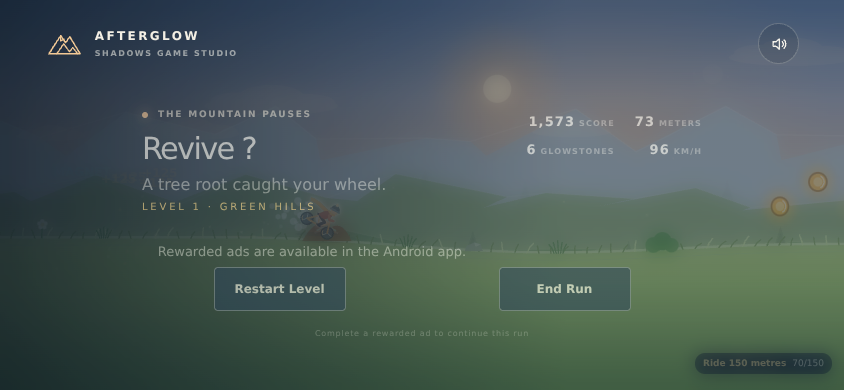 AFTERGLOW
SHADOWS GAME STUDIO
THE MOUNTAIN PAUSES
Revive ?
A tree root caught your wheel.
LEVEL 1 · GREEN HILLS
1,573 SCORE 73 METERS
6 GLOWSTONES 96 KM/H
Rewarded ads are available in the Android app.
Restart Level
End Run
Complete a rewarded ad to continue this run
Ride 150 metres 70/150